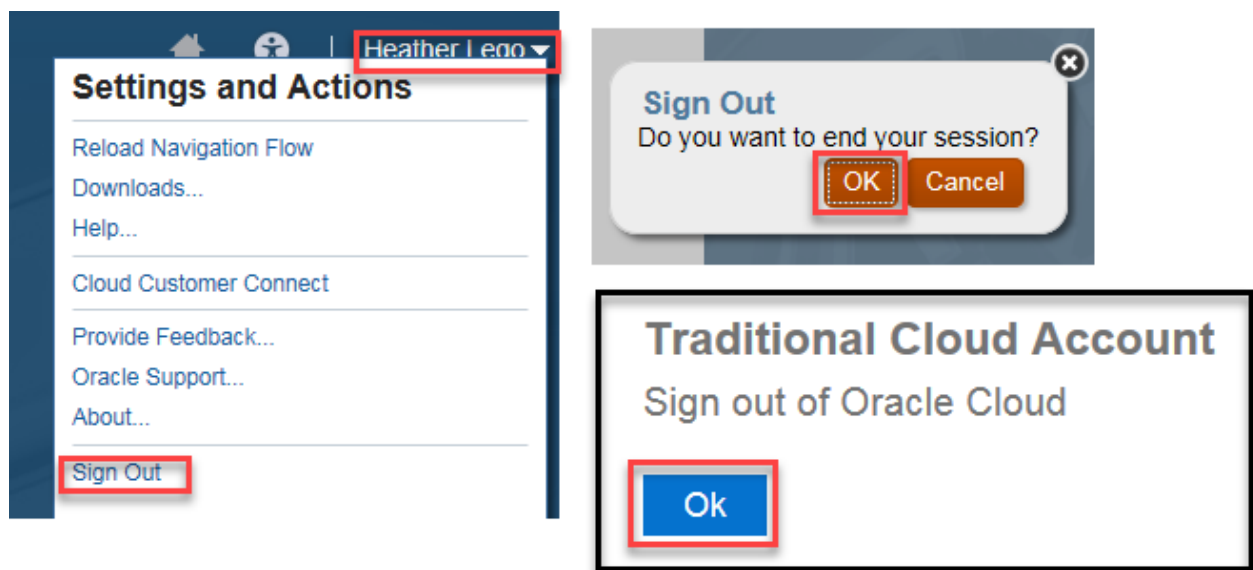 Heather Lego
Settings and Actions
Reload Navigation Flow
Downloads...
Help...
Cloud Customer Connect
Provide Feedback...
Oracle Support...
About...
Sign Out
Sign Out
Do you want to end your session?
OK Cancel
Traditional Cloud Account
Sign out of Oracle Cloud
Ok